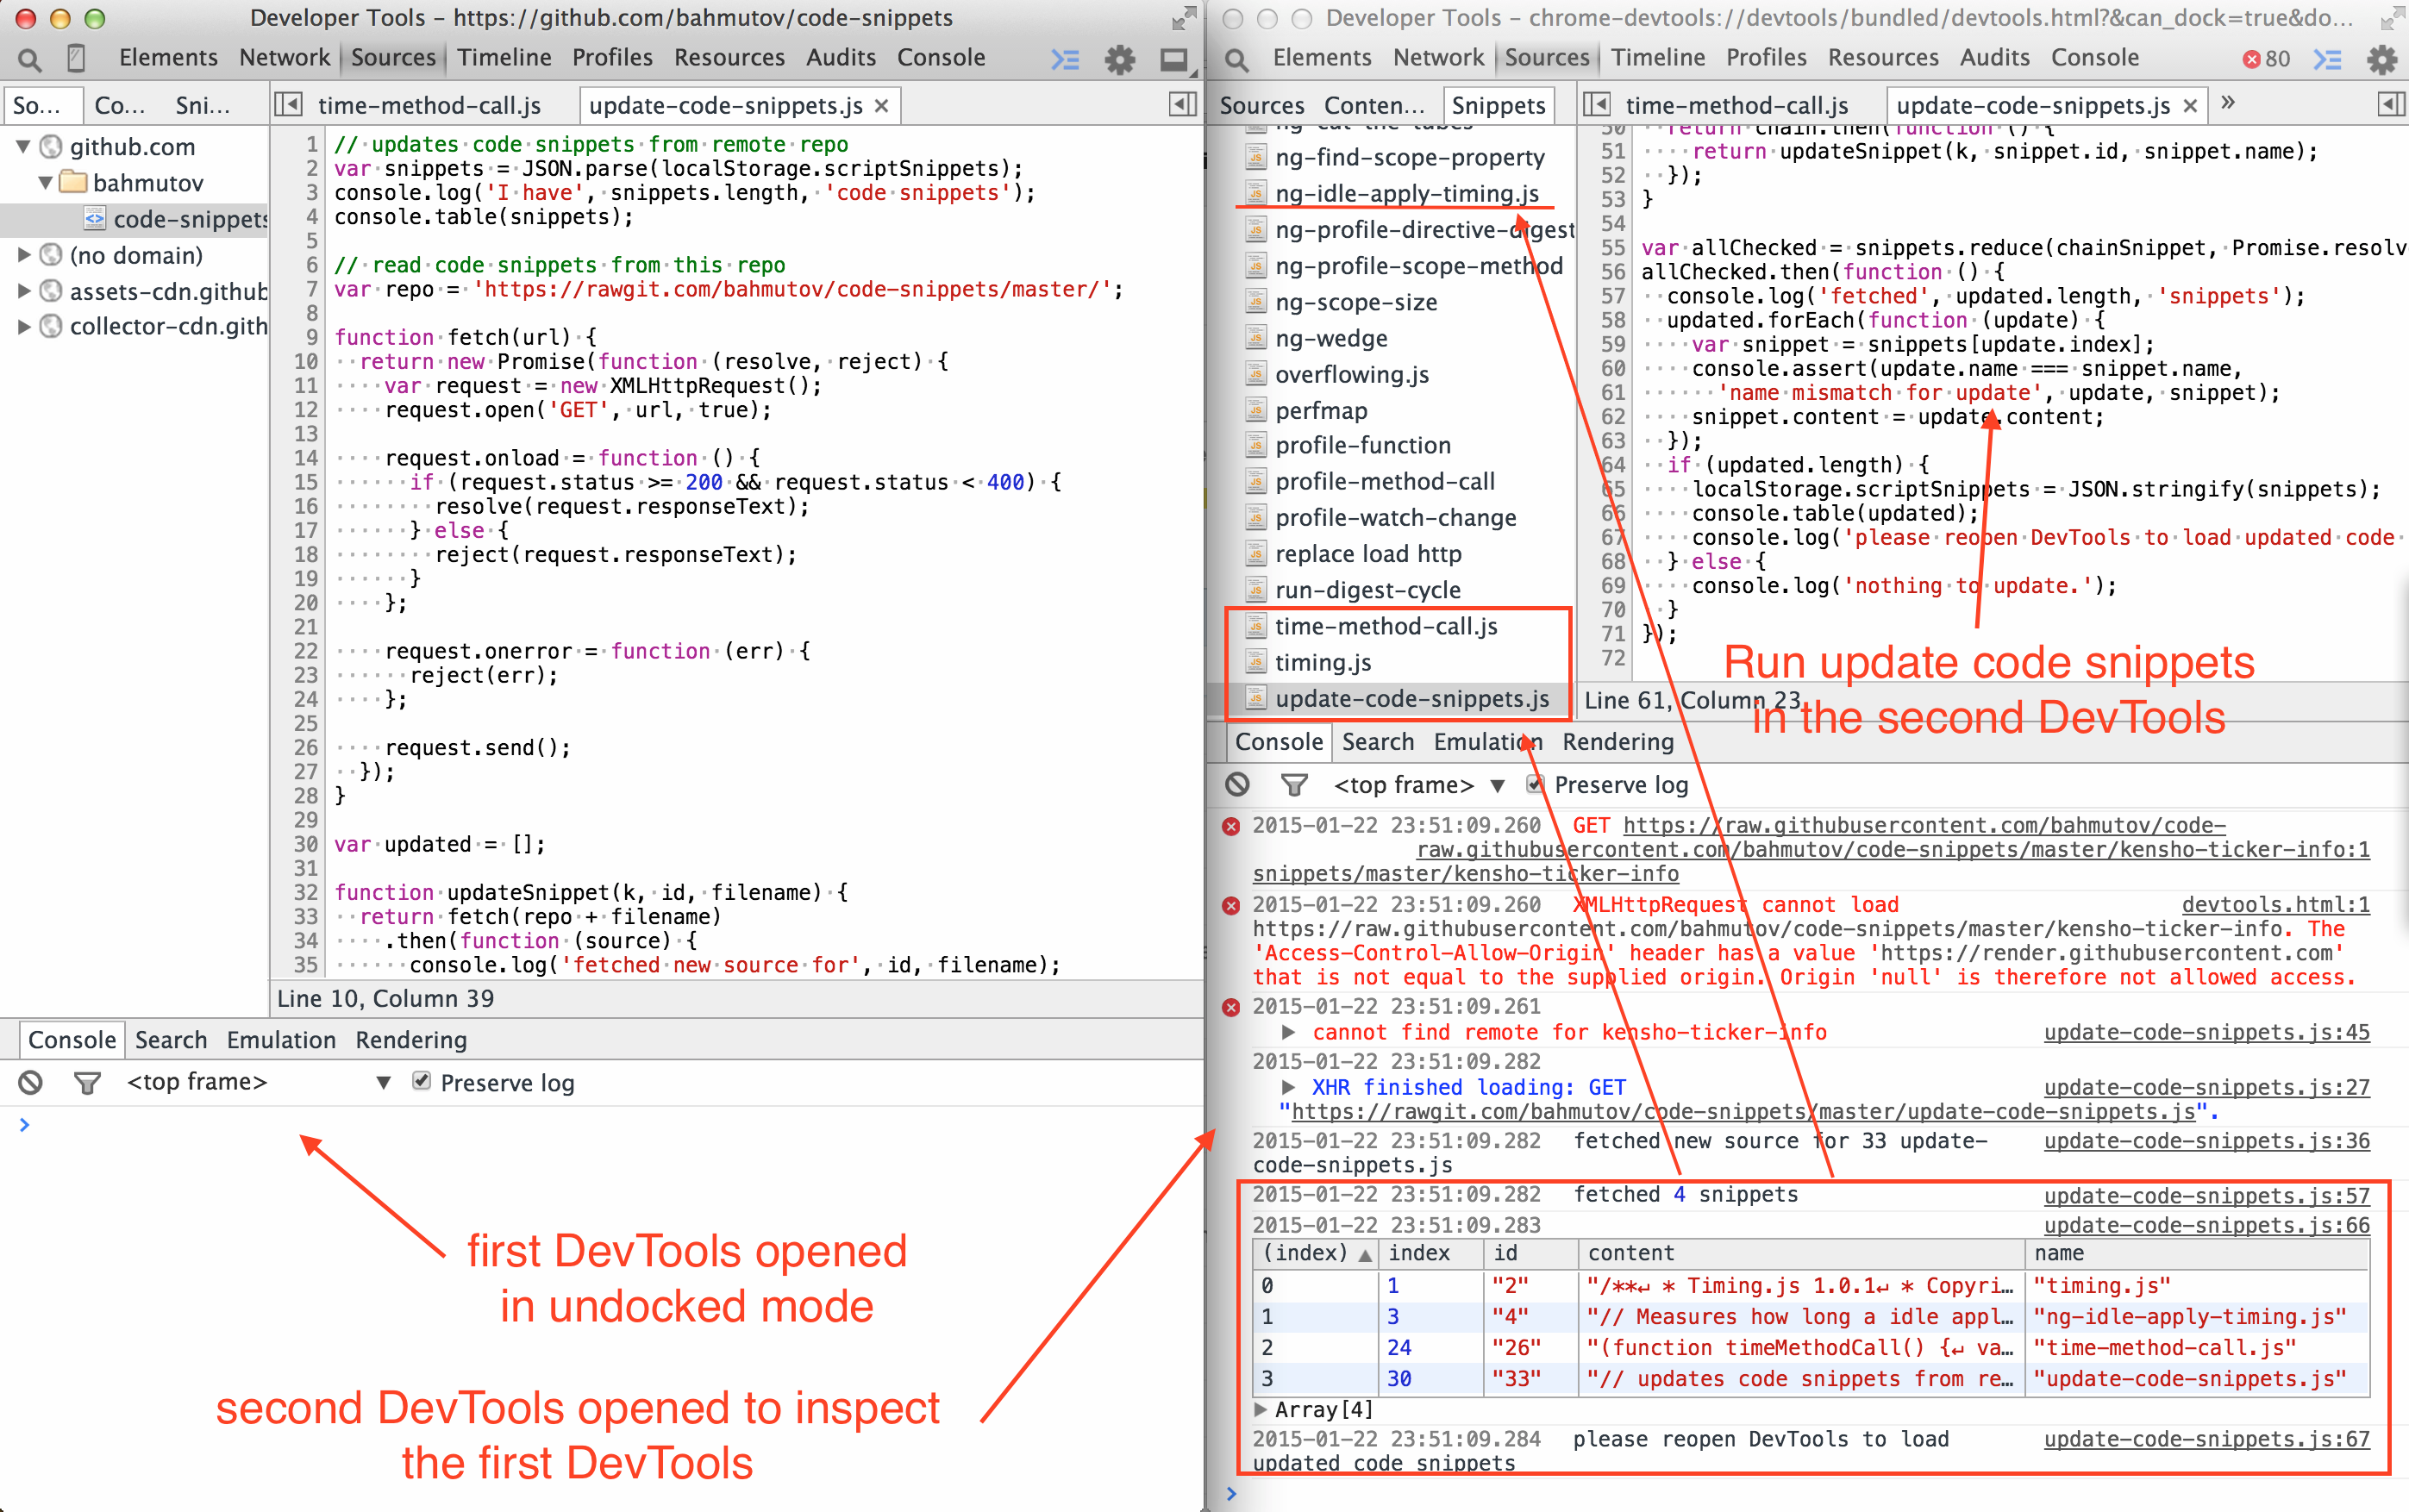 Developer Tools - https://github.com/bahmutov/code-snippets
Elements Network Sources Timeline Profiles Resources Audits Console
So... Co... Sni...
time-method-call.js update-code-snippets.js ×
github.com
bahmutov
code-snippets
(no domain)
assets-cdn.github
collector-cdn.gith
1 // updates code snippets from remote repo
2 var snippets = JSON.parse(localStorage.scriptSnippets);
3 console.log('I have', snippets.length, 'code snippets');
4 console.table(snippets);
5
6 // read code snippets from this repo
7 var repo = 'https://rawgit.com/bahmutov/code-snippets/master/';
8
9 function fetch(url) {
10 return new Promise(function (resolve, reject) {
11 var request = new XMLHttpRequest();
12 request.open('GET', url, true);
13
14 request.onload = function () {
15 if (request.status >= 200 && request.status < 400) {
16 resolve(request.responseText);
17 } else {
18 reject(request.responseText);
19 }
20 };
21
22 request.onerror = function (err) {
23 reject(err);
24 };
25
26 request.send();
27 });
28 }
29
30 var updated = [];
31
32 function updateSnippet(k, id, filename) {
33 return fetch(repo + filename)
34 .then(function (source) {
35 console.log('fetched new source for', id, filename);
Line 10, Column 39
Console Search Emulation Rendering
<top frame> ▼ Preserve log
first DevTools opened
in undocked mode
second DevTools opened to inspect
the first DevTools
Developer Tools - chrome-devtools://devtools/bundled/devtools.html?&can_dock=true&do...
Elements Network Sources Timeline Profiles Resources Audits Console 80
Sources Conten... Snippets
time-method-call.js update-code-snippets.js × »
ng-cut-the-tabes
ng-find-scope-property
ng-idle-apply-timing.js
ng-profile-directive-digest
ng-profile-scope-method
ng-scope-size
ng-wedge
overflowing.js
perfmap
profile-function
profile-method-call
profile-watch-change
replace load http
run-digest-cycle
time-method-call.js
timing.js
update-code-snippets.js
50 return chain.then(function () {
51 return updateSnippet(k, snippet.id, snippet.name);
52 });
53 }
54
55 var allChecked = snippets.reduce(chainSnippet, Promise.resolv
56 allChecked.then(function () {
57 console.log('fetched', updated.length, 'snippets');
58 updated.forEach(function (update) {
59 var snippet = snippets[update.index];
60 console.assert(update.name === snippet.name,
61 'name mismatch for update', update, snippet);
62 snippet.content = update.content;
63 });
64 if (updated.length) {
65 localStorage.scriptSnippets = JSON.stringify(snippets);
66 console.table(updated);
67 console.log('please reopen DevTools to load updated code
68 } else {
69 console.log('nothing to update.');
70 }
71 });
72
Run update code snippets
in the second DevTools
Line 61, Column 23
Console Search Emulation Rendering
<top frame> ▼ Preserve log
2015-01-22 23:51:09.260 GET https://raw.githubusercontent.com/bahmutov/code-
raw.githubusercontent.com/bahmutov/code-snippets/master/kensho-ticker-info:1
snippets/master/kensho-ticker-info
2015-01-22 23:51:09.260 XMLHttpRequest cannot load devtools.html:1
https://raw.githubusercontent.com/bahmutov/code-snippets/master/kensho-ticker-info. The
'Access-Control-Allow-Origin' header has a value 'https://render.githubusercontent.com'
that is not equal to the supplied origin. Origin 'null' is therefore not allowed access.
2015-01-22 23:51:09.261
cannot find remote for kensho-ticker-info update-code-snippets.js:45
2015-01-22 23:51:09.282
XHR finished loading: GET update-code-snippets.js:27
"https://rawgit.com/bahmutov/code-snippets/master/update-code-snippets.js".
2015-01-22 23:51:09.282 fetched new source for 33 update- update-code-snippets.js:36
code-snippets.js
2015-01-22 23:51:09.282 fetched 4 snippets update-code-snippets.js:57
2015-01-22 23:51:09.283 update-code-snippets.js:66
(index) ▲ index id content name
0 1 "2" "/**↵ * Timing.js 1.0.1↵ * Copyri... "timing.js"
1 3 "4" "// Measures how long a idle appl... "ng-idle-apply-timing.js"
2 24 "26" "(function timeMethodCall() {↵ va... "time-method-call.js"
3 30 "33" "// updates code snippets from re... "update-code-snippets.js"
Array[4]
2015-01-22 23:51:09.284 please reopen DevTools to load update-code-snippets.js:67
updated code snippets